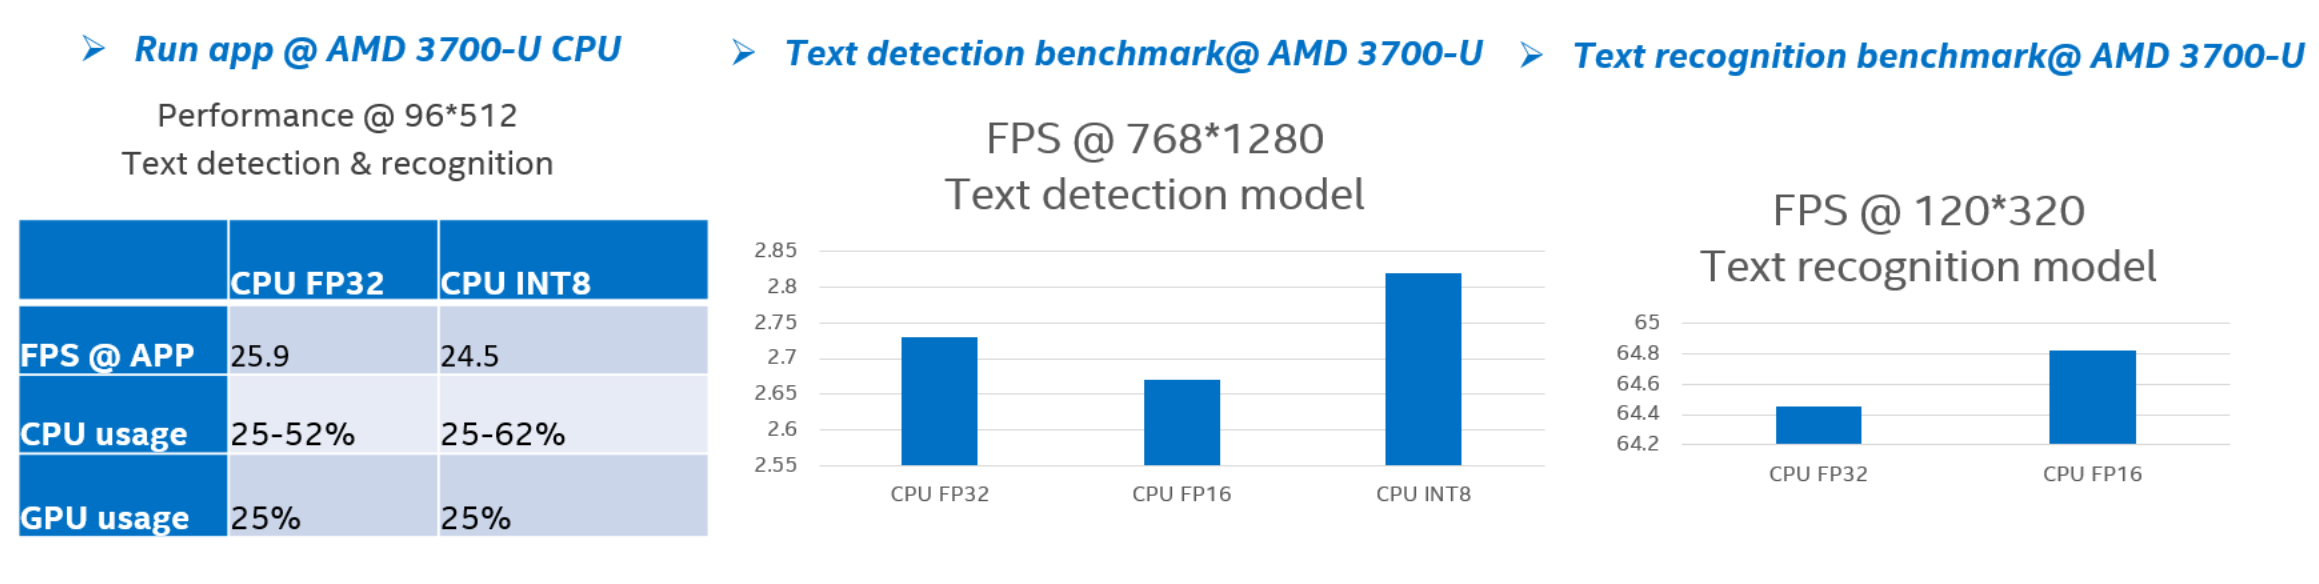 ➢ Run app @ AMD 3700-U CPU
Performance @ 96*512
Text detection & recognition
CPU FP32 CPU INT8
FPS @ APP 25.9 24.5
CPU usage 25-52% 25-62%
GPU usage 25% 25%
➢ Text detection benchmark@ AMD 3700-U
FPS @ 768*1280
Text detection model
2.85
2.8
2.75
2.7
2.65
2.6
2.55
CPU FP32 CPU FP16 CPU INT8
➢ Text recognition benchmark@ AMD 3700-U
FPS @ 120*320
Text recognition model
65
64.8
64.6
64.4
64.2
CPU FP32 CPU FP16